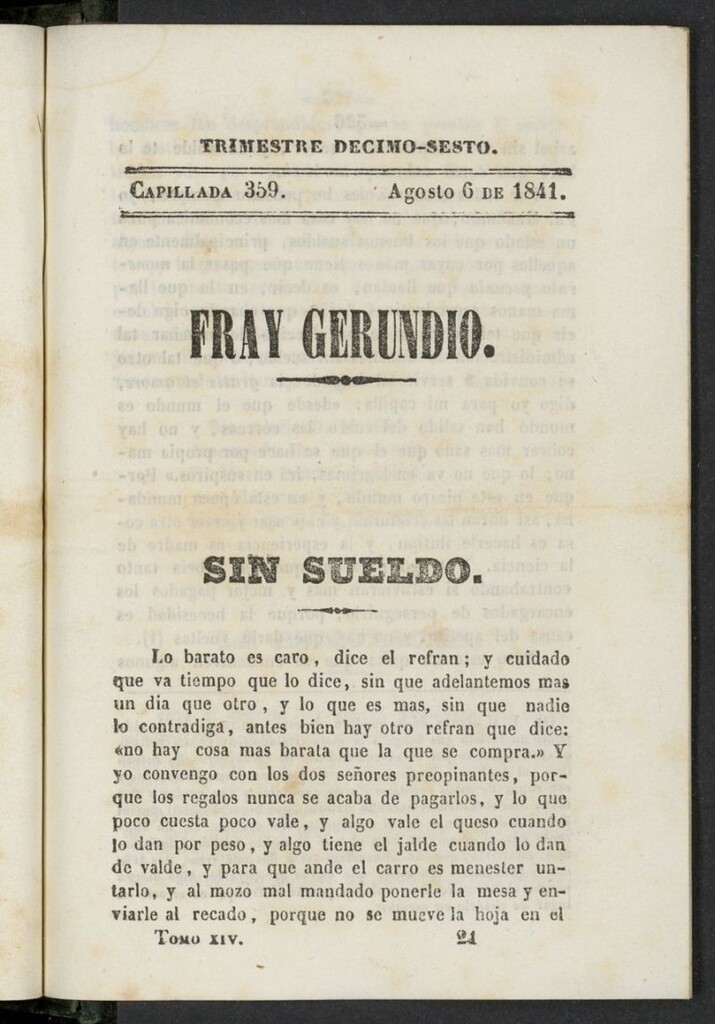 TRIMESTRE DECIMO-SESTO.
CAPILLADA 359. Agosto 6 DE 1841.
FRAY GERUNDIO.
SIN SUELDO.
Lo barato es caro, dice el refran; y cuidado
que va tiempo que lo dice, sin que adelantemos mas
un dia que otro, y lo que es mas, sin que nadie
lo contradiga, antes bien hay otro refran que dice:
«no hay cosa mas barata que la que se compra.» Y
yo convengo con los dos señores preopinantes, por-
que los regalos nunca se acaba de pagarlos, y lo que
poco cuesta poco vale, y algo vale el queso cuando
lo dan por peso, y algo tiene el jalde cuando lo dan
de valde, y para que ande el carro es menester un-
tarlo, y al mozo mal mandado ponerle la mesa y en-
viarle al recado, porque no se mueve la hoja en el
TOMO XIV. 21